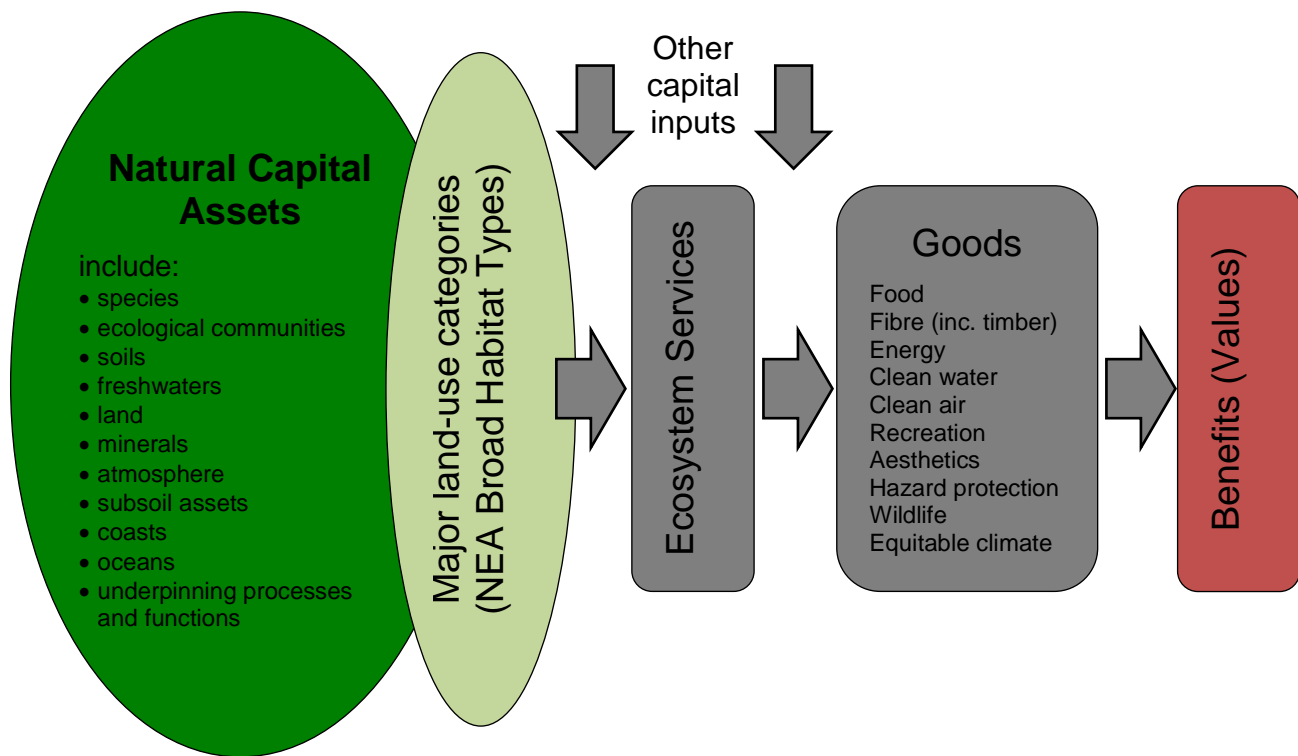 Natural Capital
Assets
include:
• species
• ecological communities
• soils
• freshwaters
• land
• minerals
• atmosphere
• subsoil assets
• coasts
• oceans
• underpinning processes
and functions
Major land-use categories
(NEA Broad Habitat Types)
Other
capital
inputs
Ecosystem Services
Goods
Food
Fibre (inc. timber)
Energy
Clean water
Clean air
Recreation
Aesthetics
Hazard protection
Wildlife
Equitable climate
Benefits (Values)